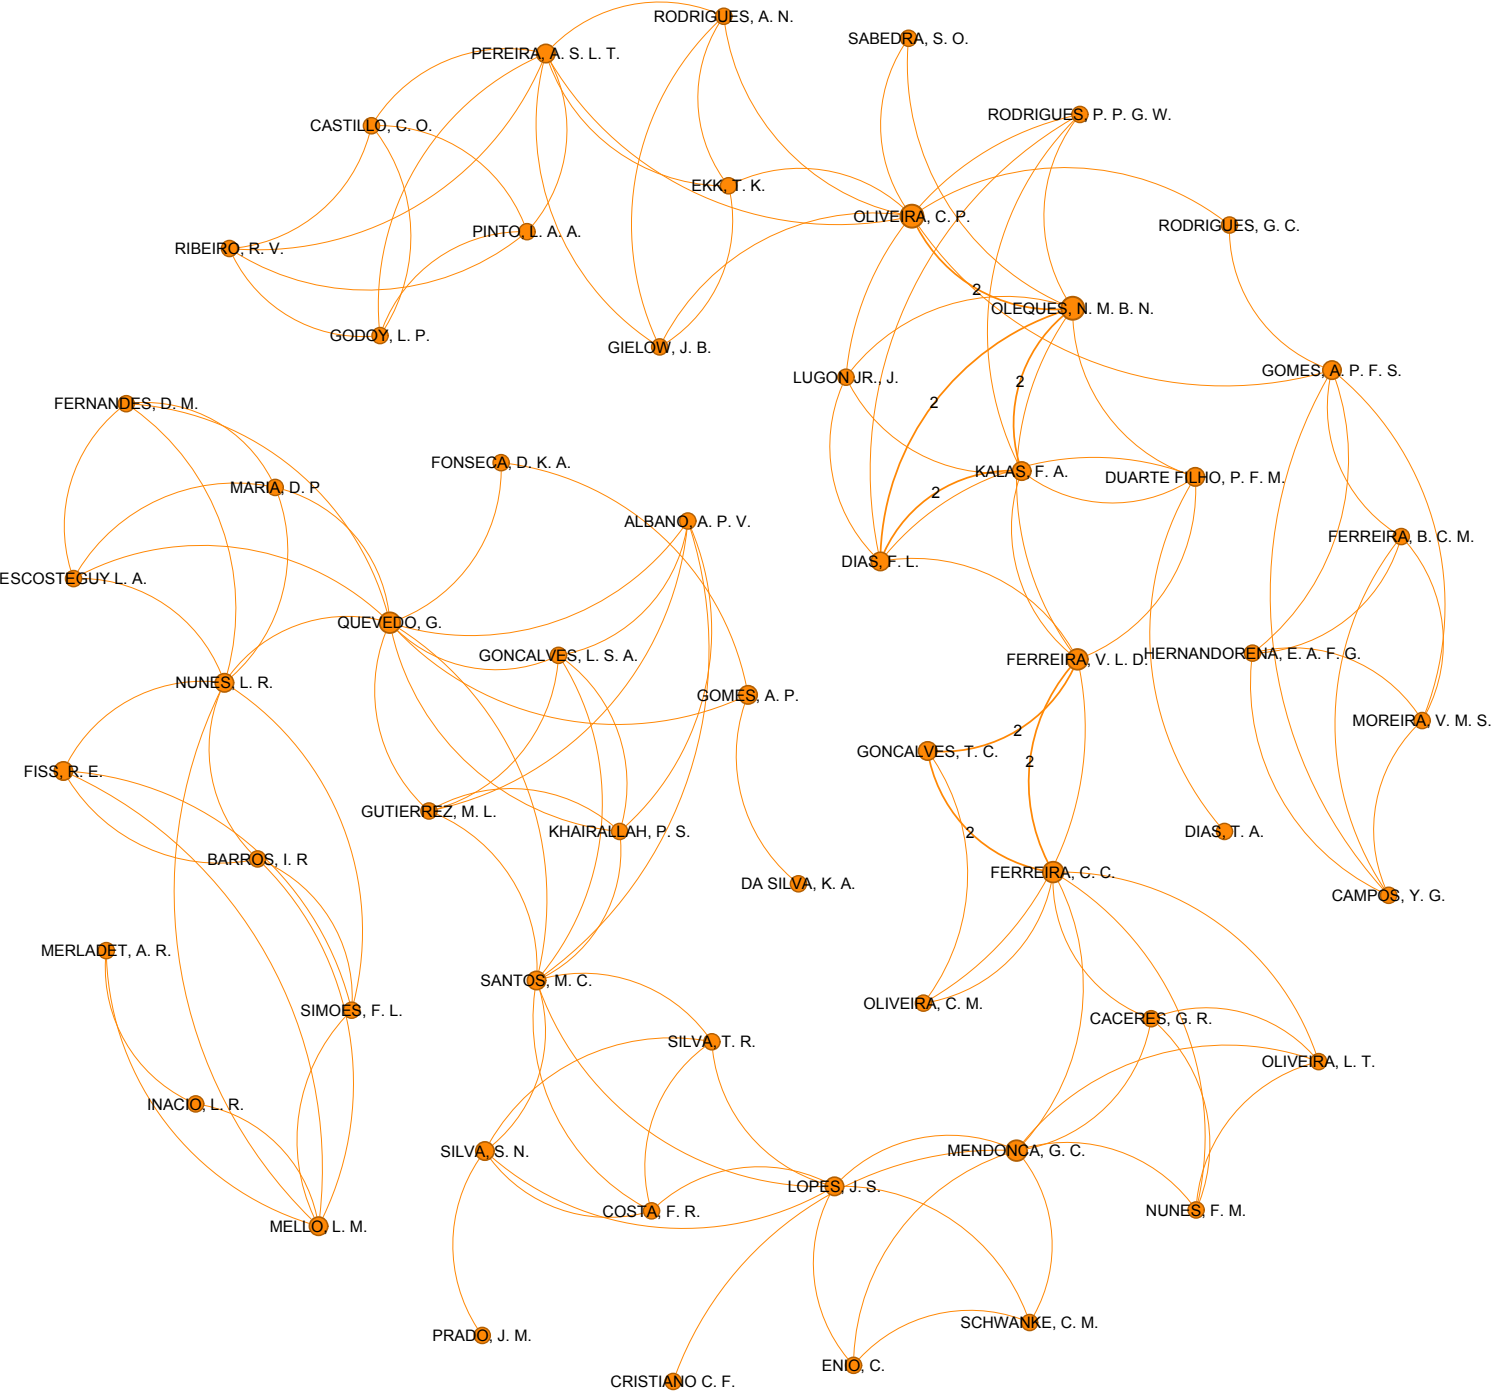 RODRIGUES, A. N.
SABEDRA, S. O.
PEREIRA, A. S. L. T.
RODRIGUES, P. P. G. W.
CASTILLO, C. O.
EKK, T. K.
OLIVEIRA, C. P.
RODRIGUES, G. C.
PINTO, L. A. A.
RIBEIRO, R. V.
2
OLEQUES, N. M. B. N.
GODOY, L. P.
GIELOW, J. B.
GOMES, A. P. F. S.
LUGON JR., J.
2
2
FERNANDES, D. M.
FONSECA, D. K. A.
KALAS, F. A.
DUARTE FILHO, P. F. M.
MARIA, D. P
2
ALBANO, A. P. V.
FERREIRA, B. C. M.
DIAS, F. L.
ESCOSTEGUY L. A.
QUEVEDO, G.
GONCALVES, L. S. A.
FERREIRA, V. L. D.
HERNANDORENA, E. A. F. G.
NUNES, L. R.
GOMES, A. P.
MOREIRA, V. M. S.
2
GONCALVES, T. C.
2
FISS, R. E.
GUTIERREZ, M. L.
KHAIRALLAH, P. S.
2
DIAS, T. A.
BARROS, I. R
FERREIRA, C. C.
DA SILVA, K. A.
CAMPOS, Y. G.
MERLADET, A. R.
SANTOS, M. C.
OLIVEIRA, C. M.
SIMOES, F. L.
CACERES, G. R.
SILVA, T. R.
OLIVEIRA, L. T.
INACIO, L. R.
SILVA, S. N.
MENDONCA, G. C.
LOPES, J. S.
COSTA, F. R.
NUNES, F. M.
MELLO, L. M.
SCHWANKE, C. M.
PRADO, J. M.
ENIO, C.
CRISTIANO C. F.